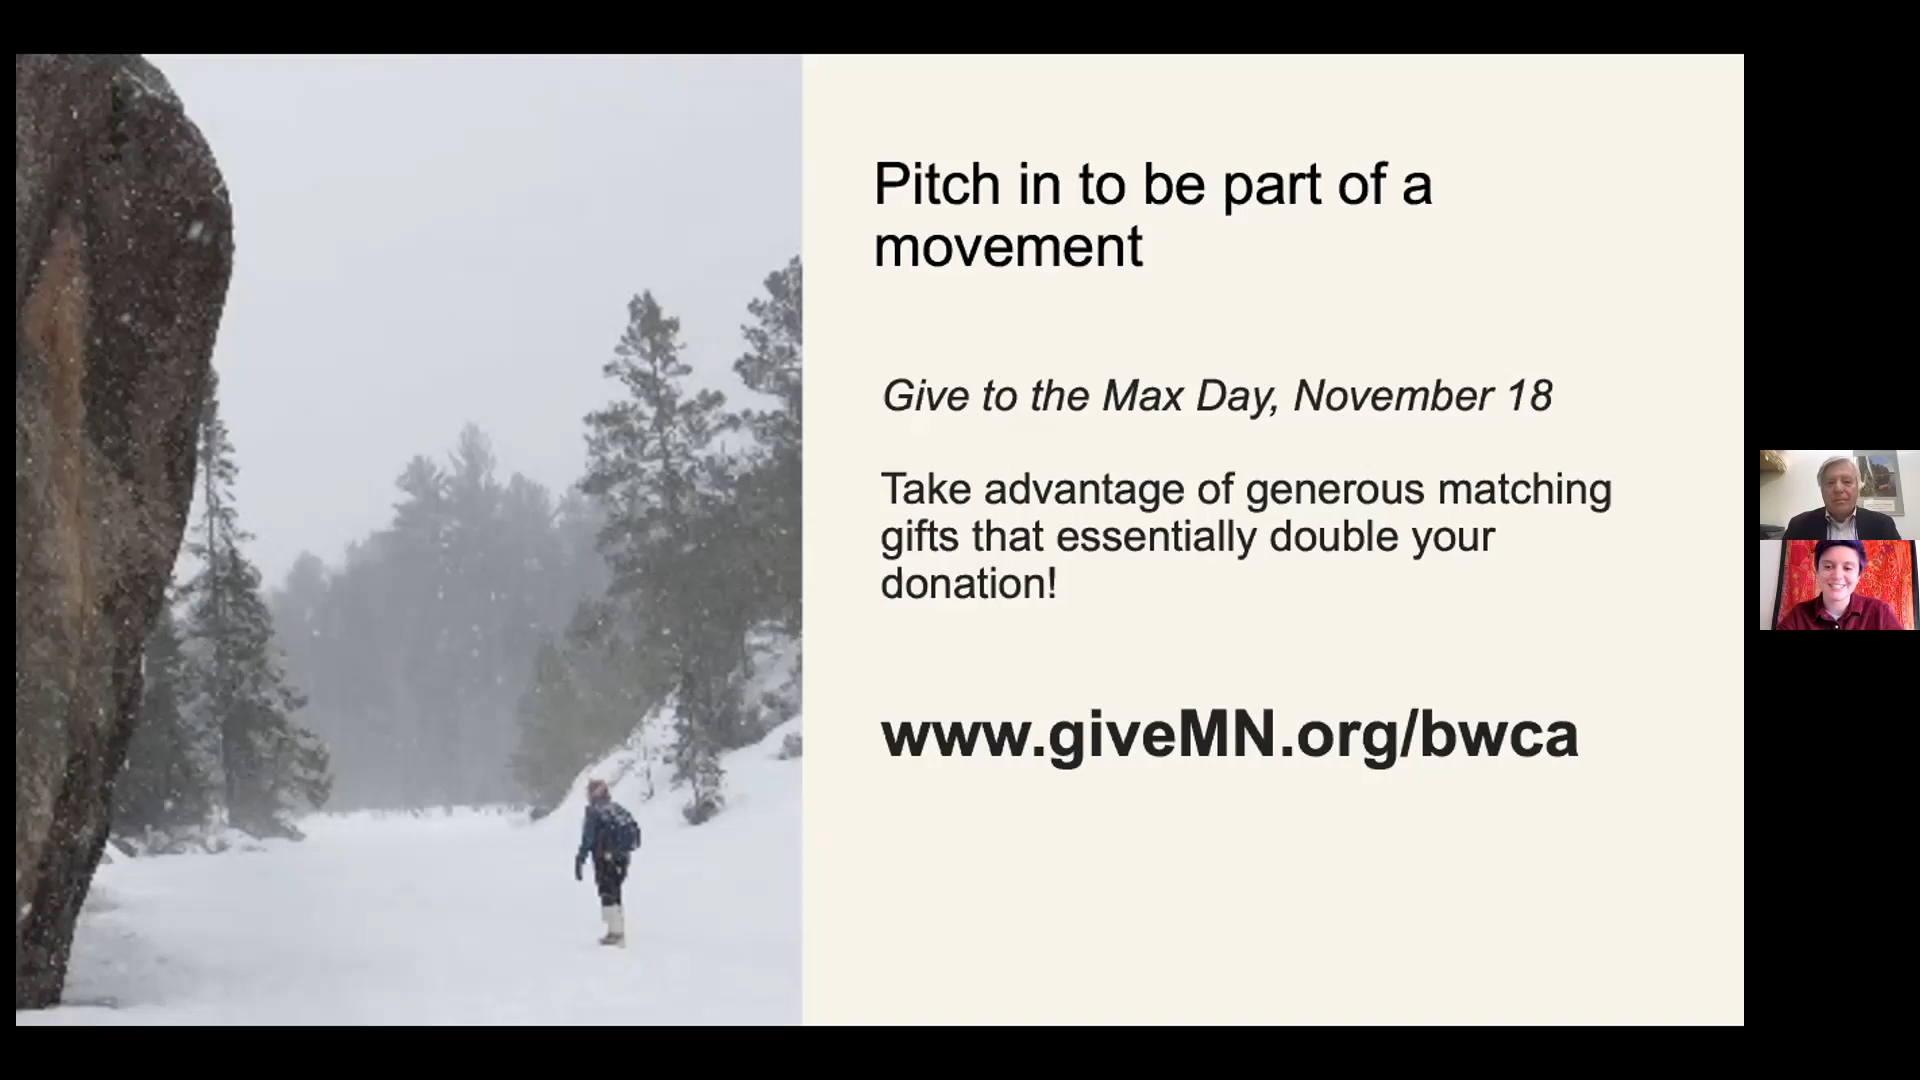 Pitch in to be part of a
movement
Give to the Max Day, November 18
Take advantage of generous matching
gifts that essentially double your
donation!
www.giveMN.org/bwca